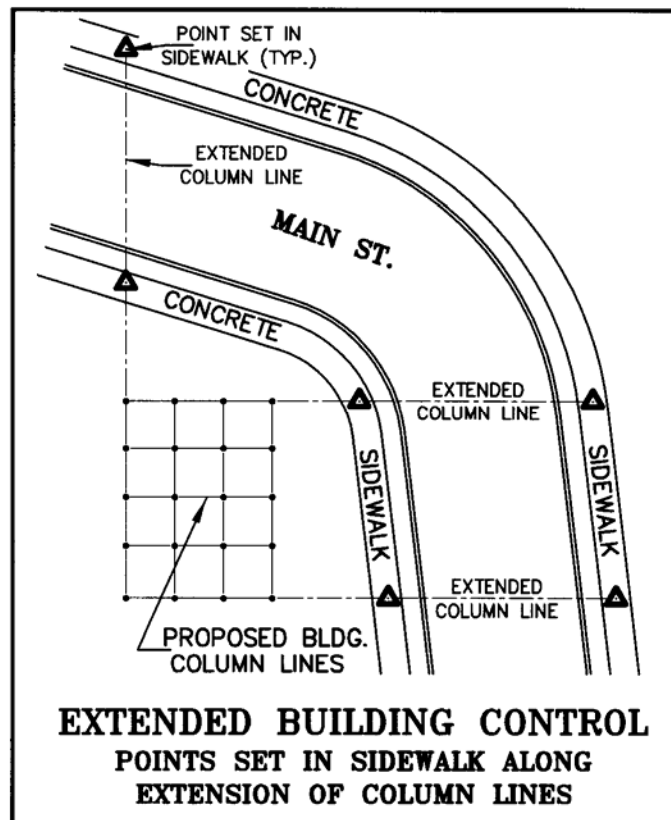 POINT SET IN
SIDEWALK (TYP.)
CONCRETE
EXTENDED
COLUMN LINE
MAIN ST.
CONCRETE
EXTENDED
COLUMN LINE
SIDEWALK
SIDEWALK
EXTENDED
COLUMN LINE
PROPOSED BLDG.
COLUMN LINES
EXTENDED BUILDING CONTROL
POINTS SET IN SIDEWALK ALONG
EXTENSION OF COLUMN LINES